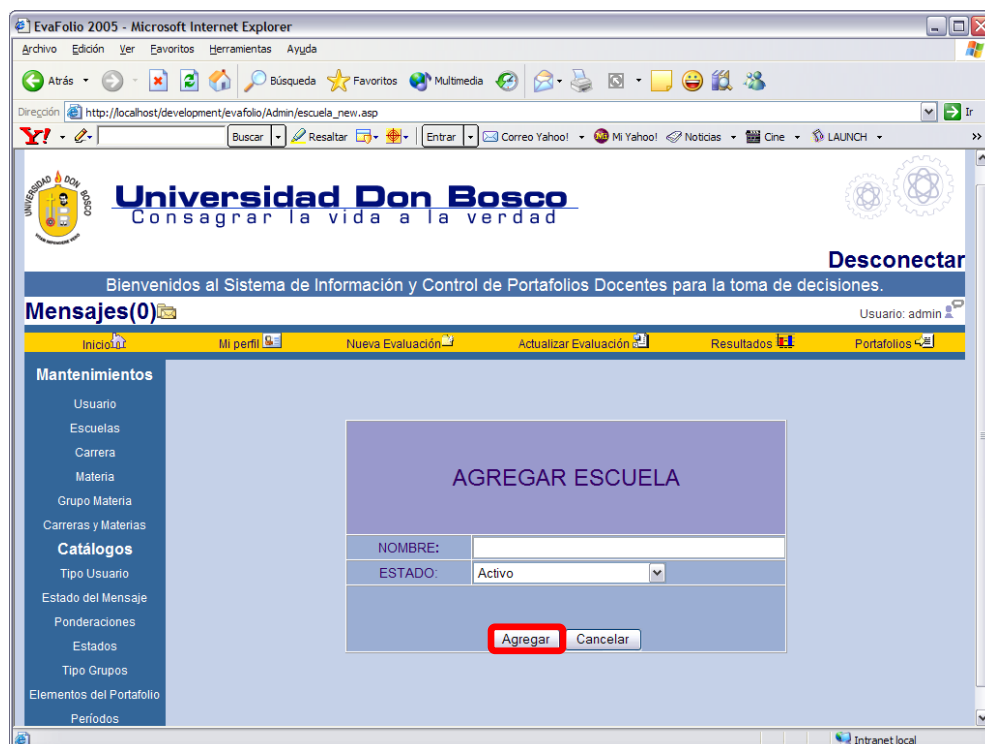 EvaFolio 2005 - Microsoft Internet Explorer
Archivo Edición Ver Favoritos Herramientas Ayuda
Atrás Búsqueda Favoritos Multimedia
Dirección http://localhost/development/evafolio/Admin/escuela_new.asp Ir
Y! Buscar Resaltar Entrar Correo Yahoo! Mi Yahoo! Noticias Cine LAUNCH »
UNIVERSIDAD DON BOSCO
Universidad Don Bosco
Consagrar la vida a la verdad
Desconectar
Bienvenidos al Sistema de Información y Control de Portafolios Docentes para la toma de decisiones.
Mensajes(0) Usuario: admin
Inicio Mi perfil Nueva Evaluación Actualizar Evaluación Resultados Portafolios
Mantenimientos
Usuario
Escuelas
Carrera
Materia
Grupo Materia
Carreras y Materias
Catálogos
Tipo Usuario
Estado del Mensaje
Ponderaciones
Estados
Tipo Grupos
Elementos del Portafolio
Períodos
AGREGAR ESCUELA
NOMBRE:
ESTADO: Activo
Agregar Cancelar
Intranet local